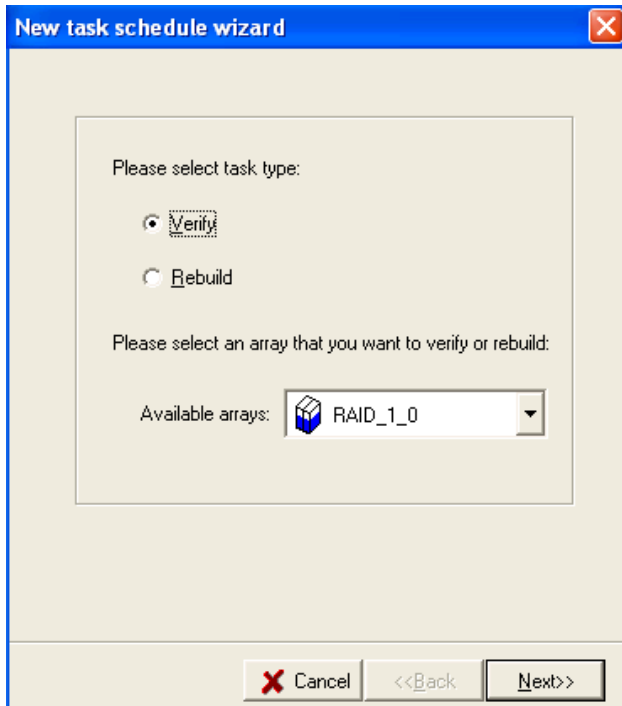 New task schedule wizard
Please select task type:
Verify
Rebuild
Please select an array that you want to verify or rebuild:
Available arrays: RAID_1_0
Cancel <<Back Next>>